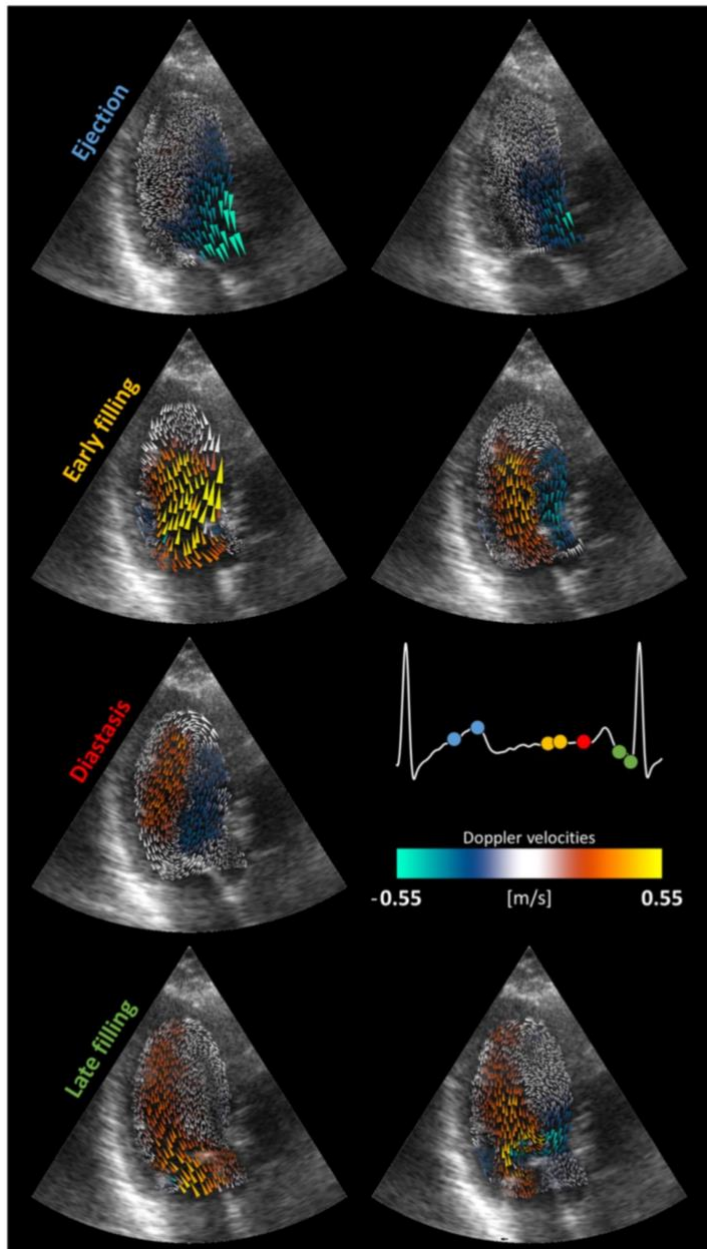 Ejection
Early filling
Diastasis
Doppler velocities
-0.55 [m/s] 0.55
Late filling